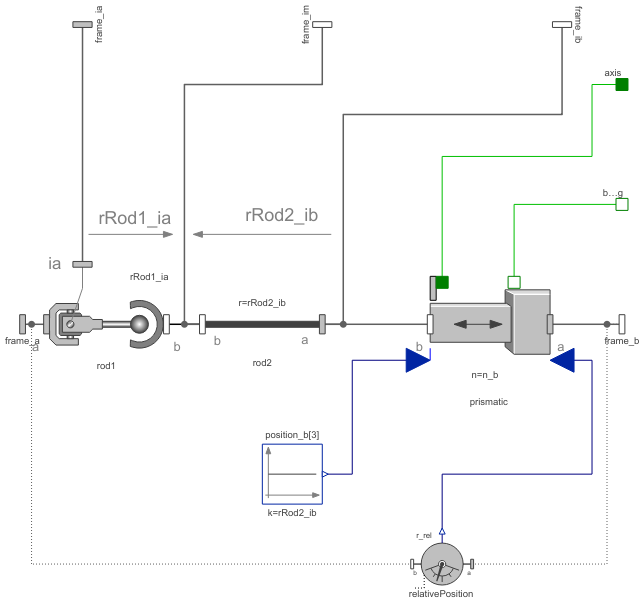 frame_ia
frame_im
frame_ib
axis
b...g
rRod1_ia
rRod2_ib
ia
rRod1_ia
r=rRod2_ib
frame_a
a
b
b
a
b
a
frame_b
rod1
rod2
n=n_b
prismatic
position_b[3]
k=rRod2_ib
r_rel
b
a
relativePosition